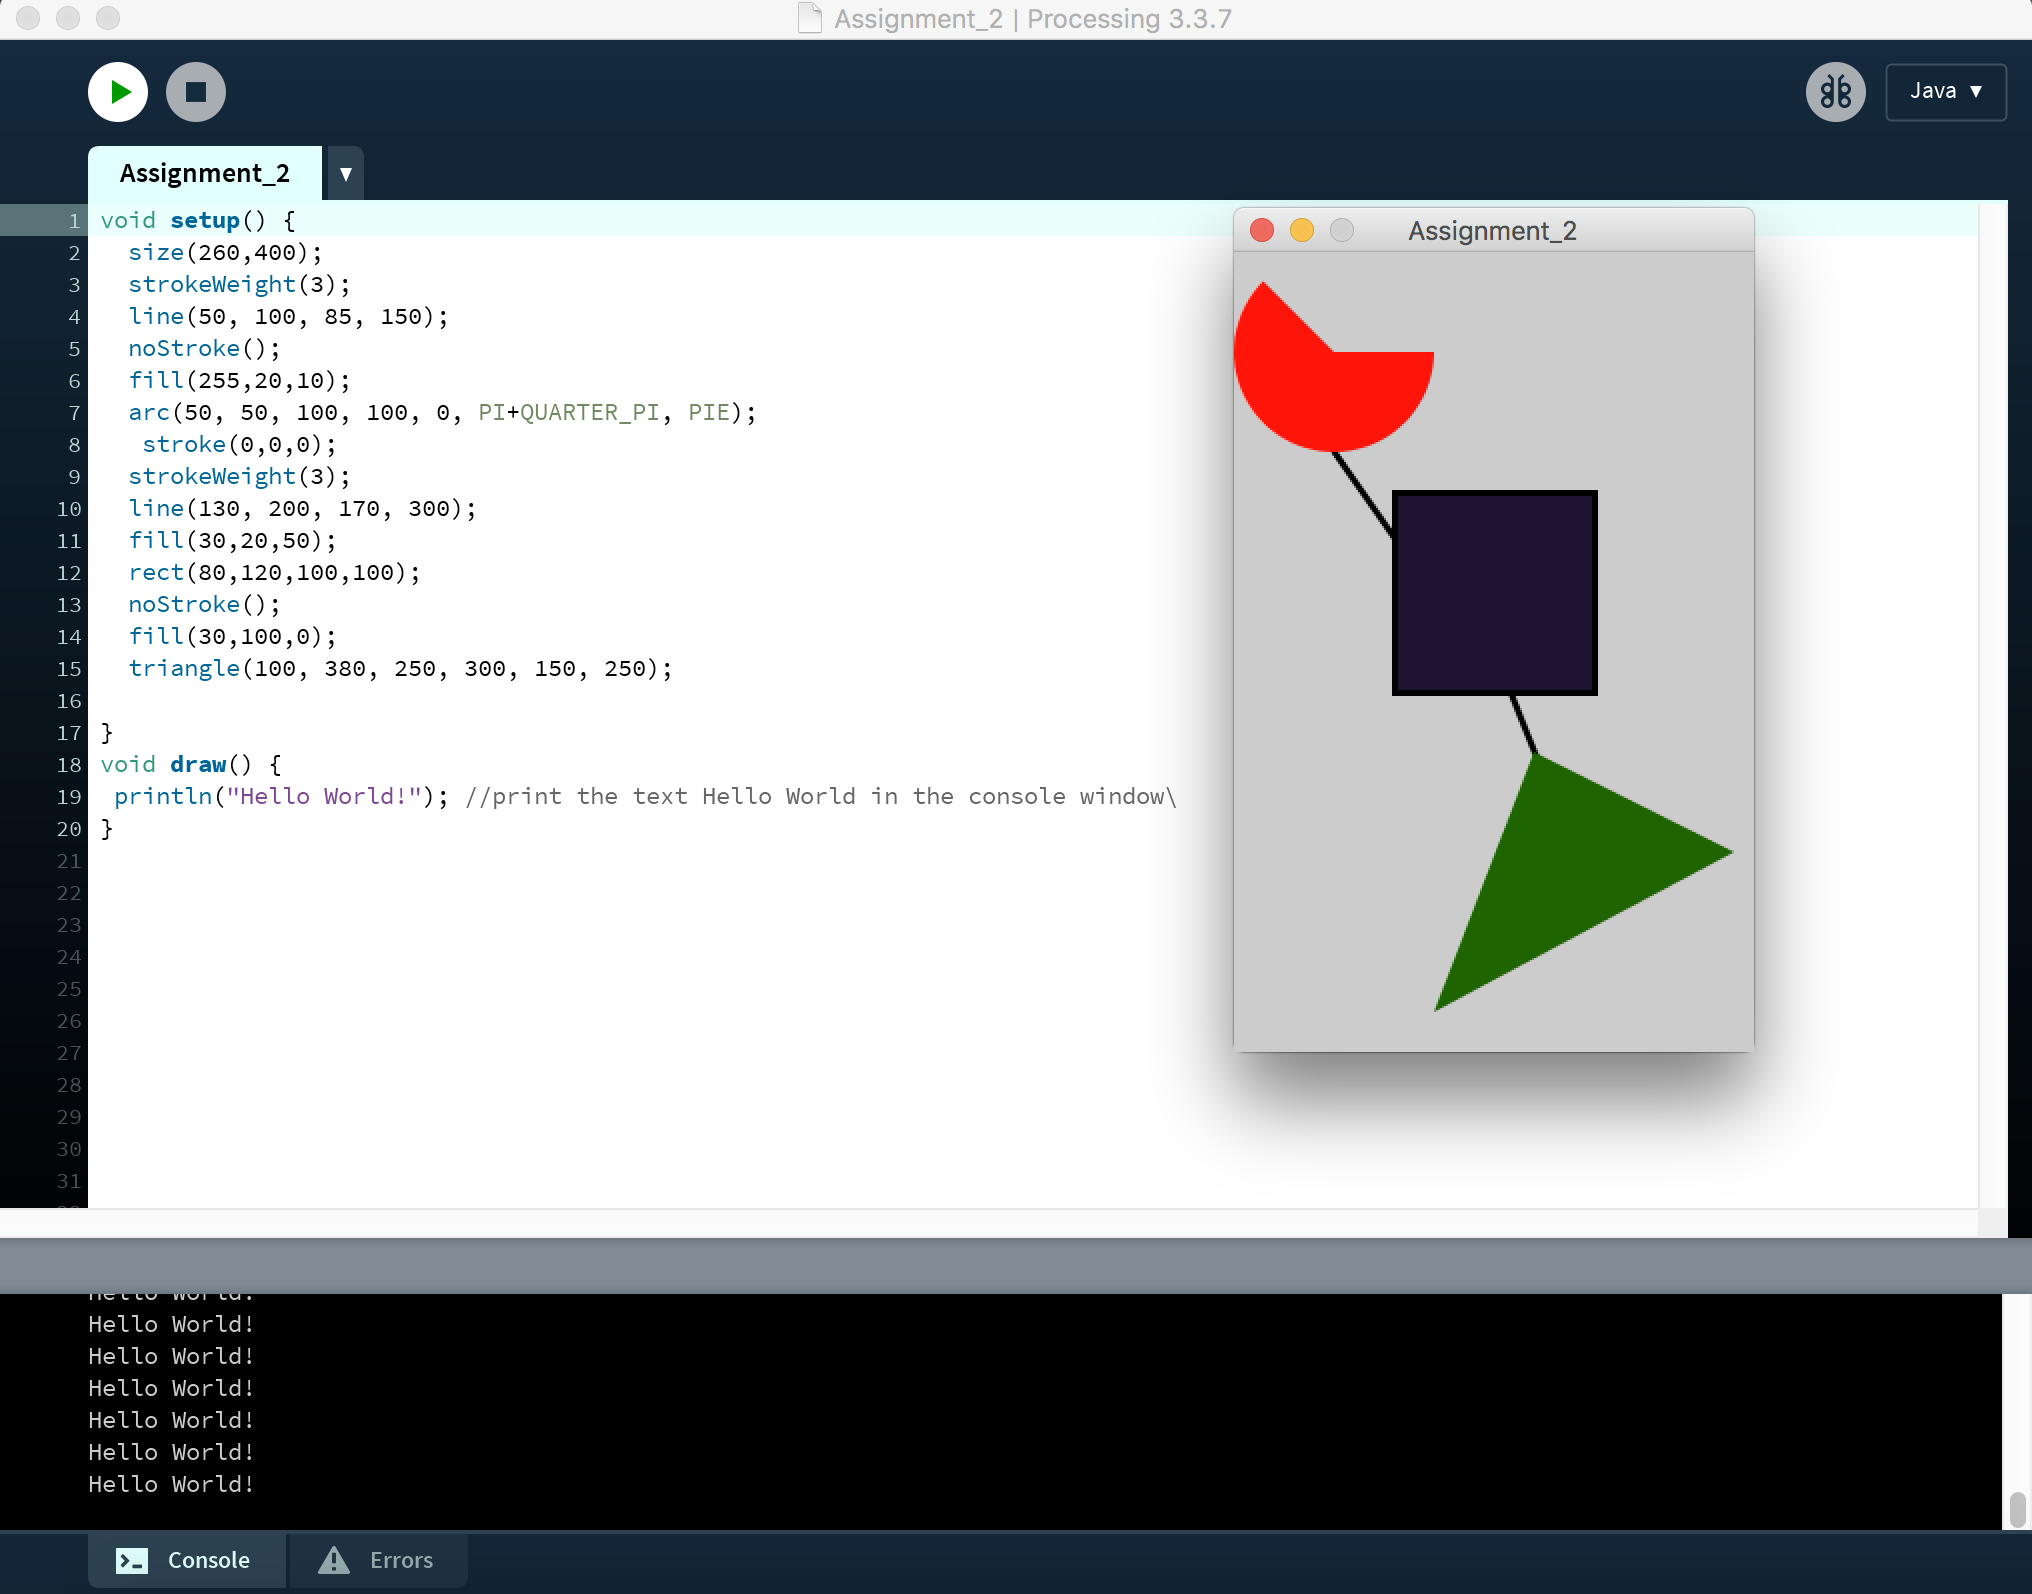 Assignment_2 | Processing 3.3.7
Java ▼
Assignment_2 ▼
1 void setup() {
2 size(260,400);
3 strokeWeight(3);
4 line(50, 100, 85, 150);
5 noStroke();
6 fill(255,20,10);
7 arc(50, 50, 100, 100, 0, PI+QUARTER_PI, PIE);
8 stroke(0,0,0);
9 strokeWeight(3);
10 line(130, 200, 170, 300);
11 fill(30,20,50);
12 rect(80,120,100,100);
13 noStroke();
14 fill(30,100,0);
15 triangle(100, 380, 250, 300, 150, 250);
16
17 }
18 void draw() {
19 println("Hello World!"); //print the text Hello World in the console window\
20 }
21
22
23
24
25
26
27
28
29
30
31
Assignment_2
Hello World!
Hello World!
Hello World!
Hello World!
Hello World!
Hello World!
Hello World!
Console
Errors